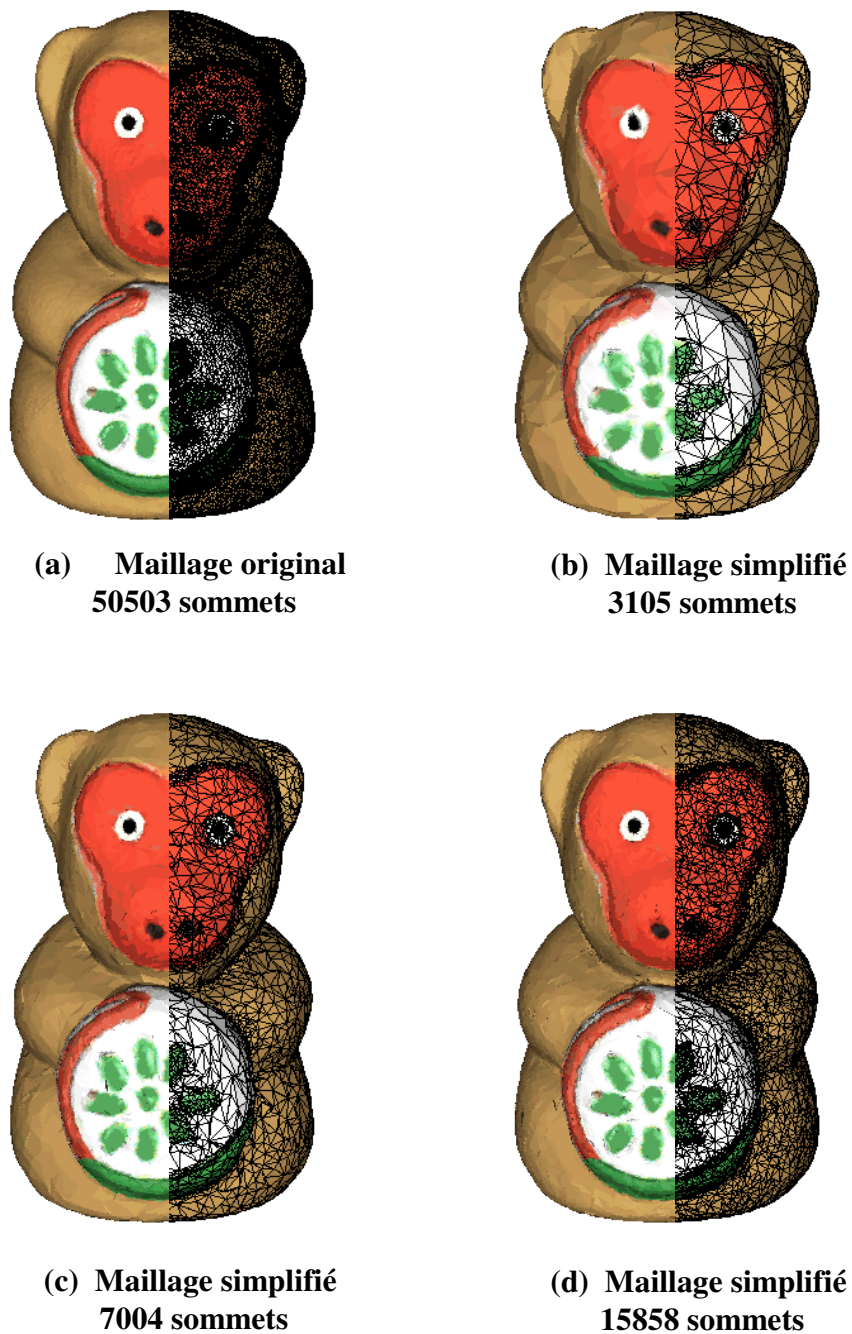 (a) Maillage original
50503 sommets
(b) Maillage simplifié
3105 sommets
(c) Maillage simplifié
7004 sommets
(d) Maillage simplifié
15858 sommets